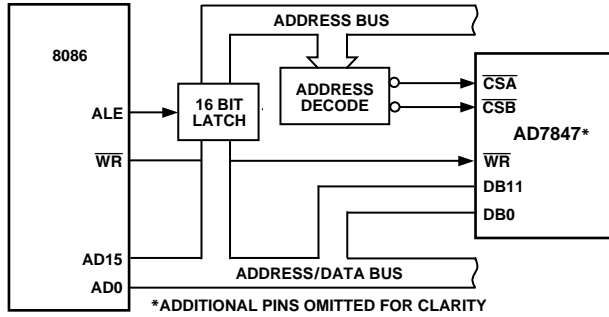 ADDRESS BUS
8086
16 BIT
LATCH
ADDRESS
DECODE
CSA
CSB
AD7847*
ALE
WR
WR
DB11
DB0
AD15
ADDRESS/DATA BUS
AD0
*ADDITIONAL PINS OMITTED FOR CLARITY